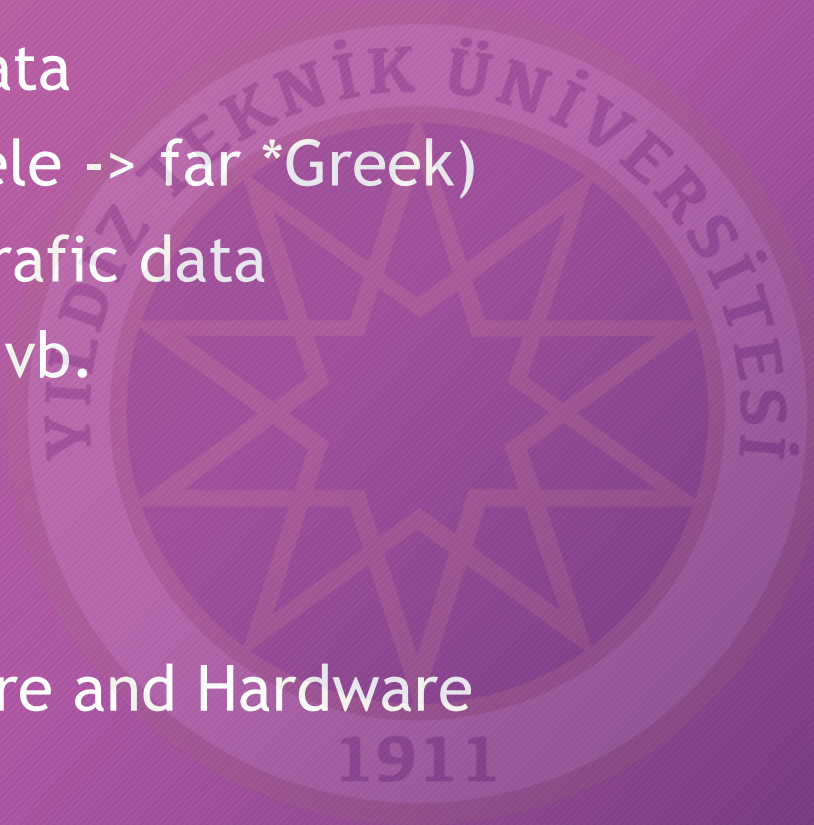 ata
ele -> far *Greek)
rafic data
vb.
re and Hardware
YILDIZ TEKNİK ÜNİVERSİTESİ
1911